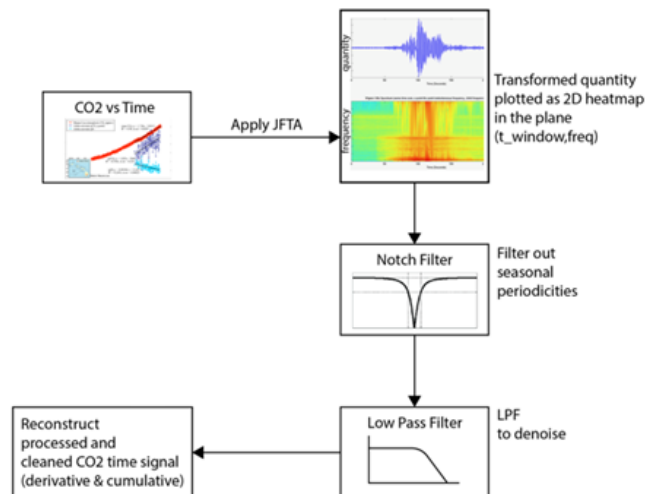 CO2 vs Time
Apply JFTA
quantity
frequency
Transformed quantity
plotted as 2D heatmap
in the plane
(t_window,freq)
Notch Filter
Filter out
seasonal
periodicities
Low Pass Filter
LPF
to denoise
Reconstruct
processed and
cleaned CO2 time signal
(derivative & cumulative)